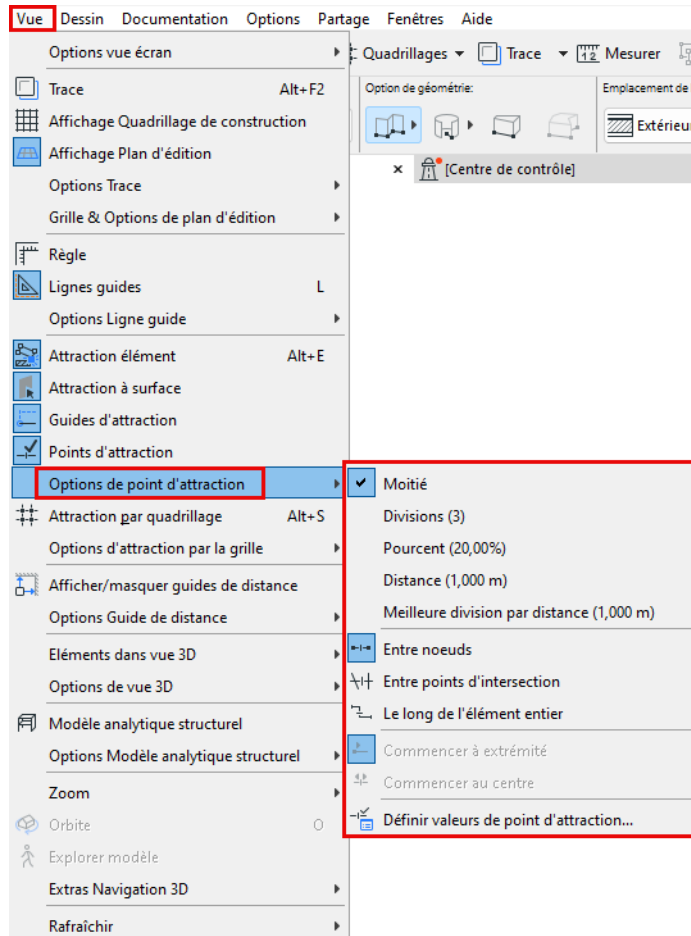 Vue Dessin Documentation Options Partage Fenêtres Aide
Options vue écran
Quadrillages Trace Mesurer
Trace Alt+F2
Option de géométrie: Emplacement de
Affichage Quadrillage de construction
Extérieur
Affichage Plan d'édition
[Centre de contrôle]
Options Trace
Grille & Options de plan d'édition
Règle
Lignes guides L
Options Ligne guide
Attraction élément Alt+E
Attraction à surface
Guides d'attraction
Points d'attraction
Options de point d'attraction
Attraction par quadrillage Alt+S
Options d'attraction par la grille
Afficher/masquer guides de distance
Options Guide de distance
Eléments dans vue 3D
Options de vue 3D
Modèle analytique structurel
Options Modèle analytique structurel
Zoom
Orbite O
Explorer modèle
Extras Navigation 3D
Rafraîchir
Moitié
Divisions (3)
Pourcent (20,00%)
Distance (1,000 m)
Meilleure division par distance (1,000 m)
Entre noeuds
Entre points d'intersection
Le long de l'élément entier
Commencer à extrémité
Commencer au centre
Définir valeurs de point d'attraction...